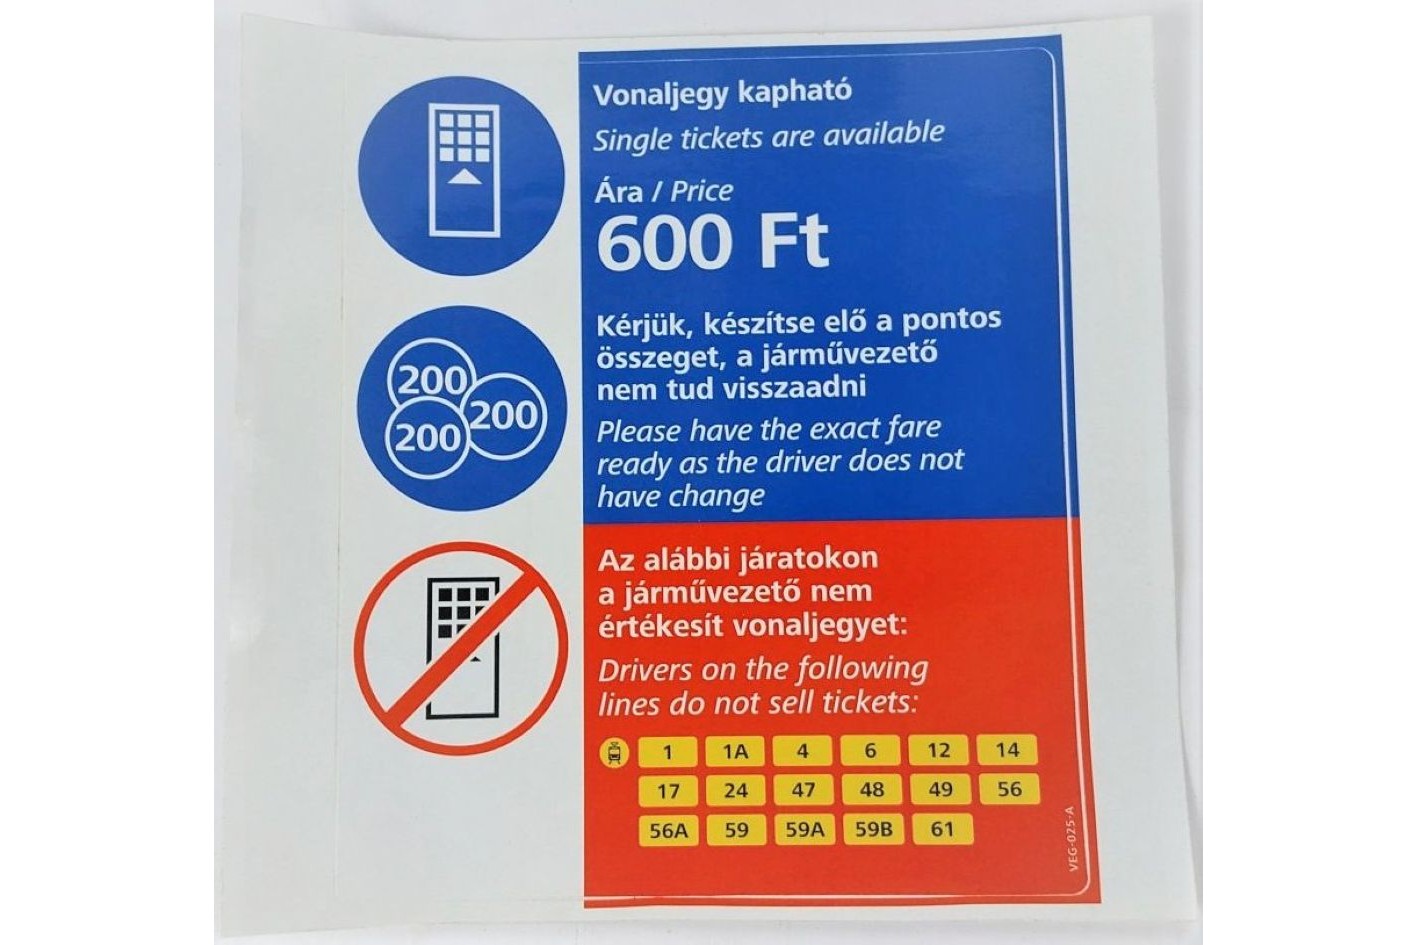 Vonaljegy kapható
Single tickets are available
Ára / Price
600 Ft
200
200
200
Kérjük, készítse elő a pontos
összeget, a járművezető
nem tud visszaadni
Please have the exact fare
ready as the driver does not
have change
Az alábbi járatokon
a járművezető nem
értékesít vonaljegyet:
Drivers on the following
lines do not sell tickets:
1 1A 4 6 12 14
17 24 47 48 49 56
56A 59 59A 59B 61
VEG-025-A